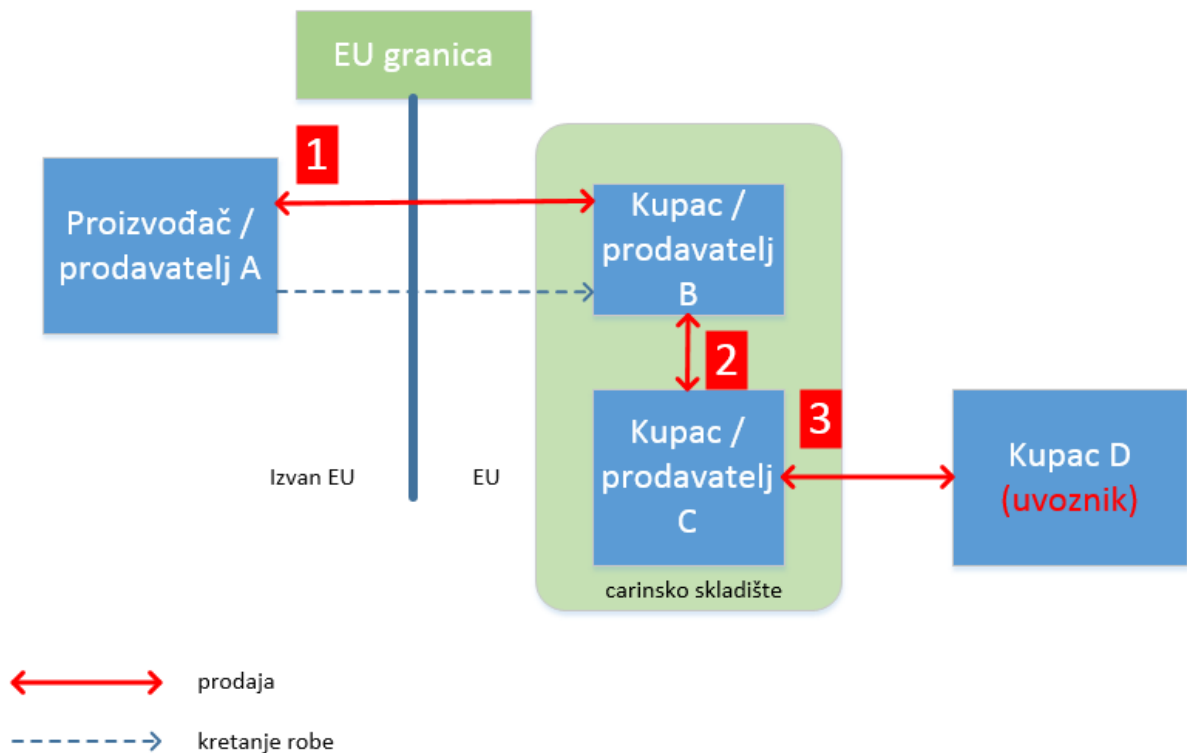 EU granica
1
Proizvođač /
prodavatelj A
Kupac /
prodavatelj
B
2
Kupac /
prodavatelj
C
3
Kupac D
(uvoznik)
Izvan EU
EU
carinsko skladište
prodaja
kretanje robe